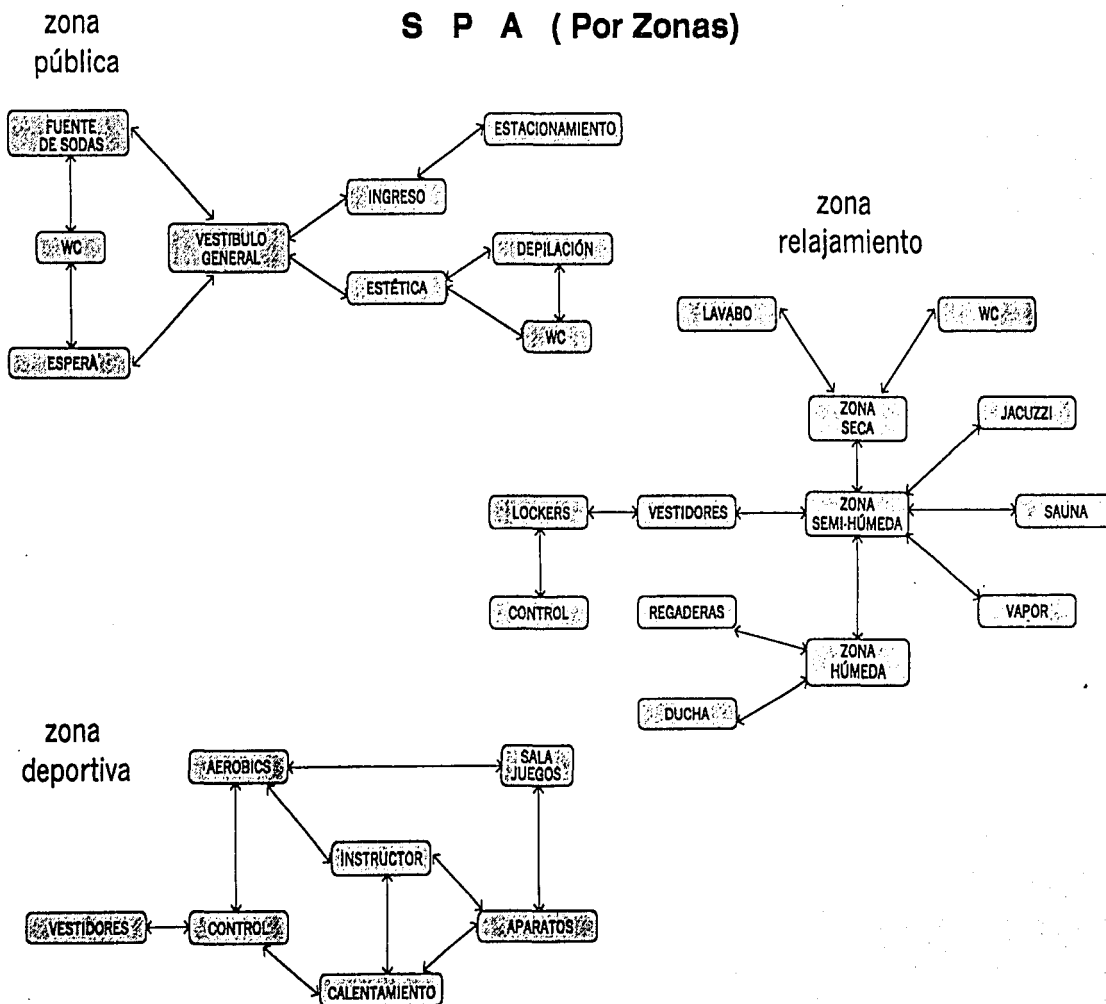 S P A ( Por Zonas)
zona
pública
FUENTE
DE SODAS
ESTACIONAMIENTO
INGRESO
WC
VESTIBULO
GENERAL
DEPILACIÓN
ESTÉTICA
WC
ESPERA
zona
relajamiento
LAVABO
WC
ZONA
SECA
JACUZZI
LOCKERS
VESTIDORES
ZONA
SEMI-HÚMEDA
SAUNA
CONTROL
REGADERAS
VAPOR
ZONA
HÚMEDA
DUCHA
zona
deportiva
AEROBICS
SALA
JUEGOS
INSTRUCTOR
VESTIDORES
CONTROL
APARATOS
CALENTAMIENTO